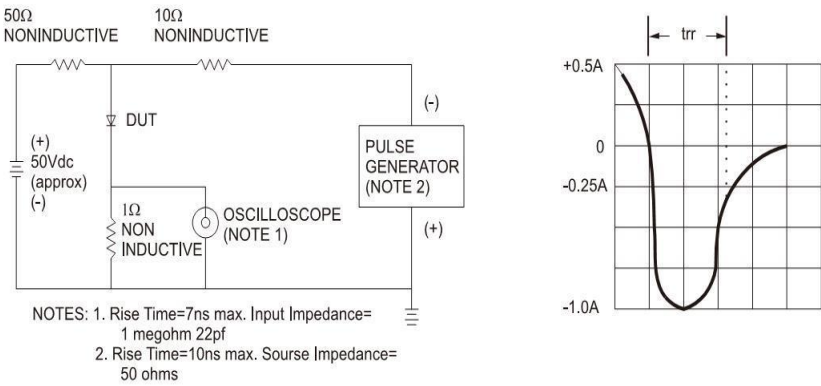 50Ω
NONINDUCTIVE
10Ω
NONINDUCTIVE
DUT
(+)
50Vdc
(approx)
(-)
1Ω
NON
INDUCTIVE
OSCILLOSCOPE
(NOTE 1)
(-)
PULSE
GENERATOR
(NOTE 2)
(+)
NOTES: 1. Rise Time=7ns max. Input Impedance=
1 megohm 22pf
2. Rise Time=10ns max. Sourse Impedance=
50 ohms
trr
+0.5A
0
-0.25A
-1.0A